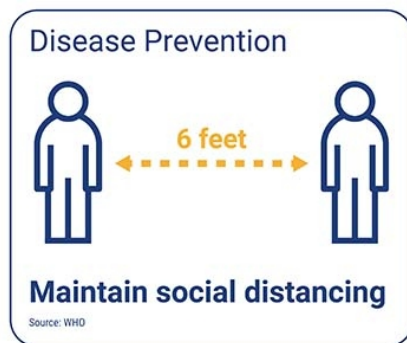 Disease Prevention
6 feet
Maintain social distancing
Source: WHO